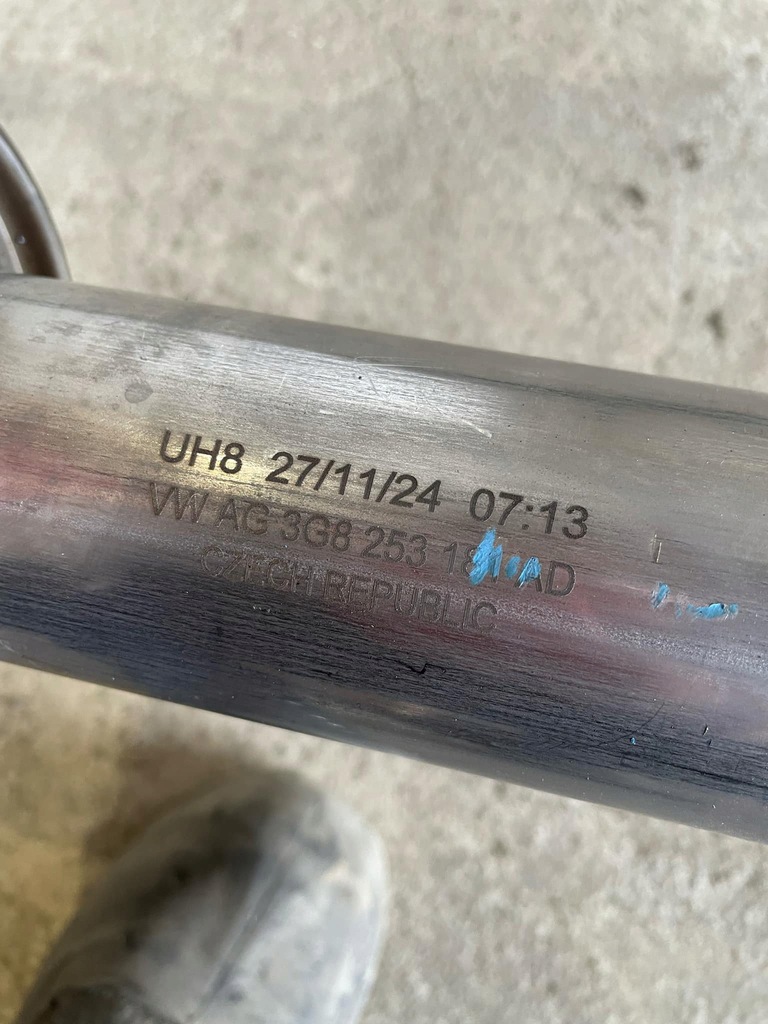 UH8 27/11/24 07:13
VW AG 3G8 253 AD
CZECH REPUBLIC